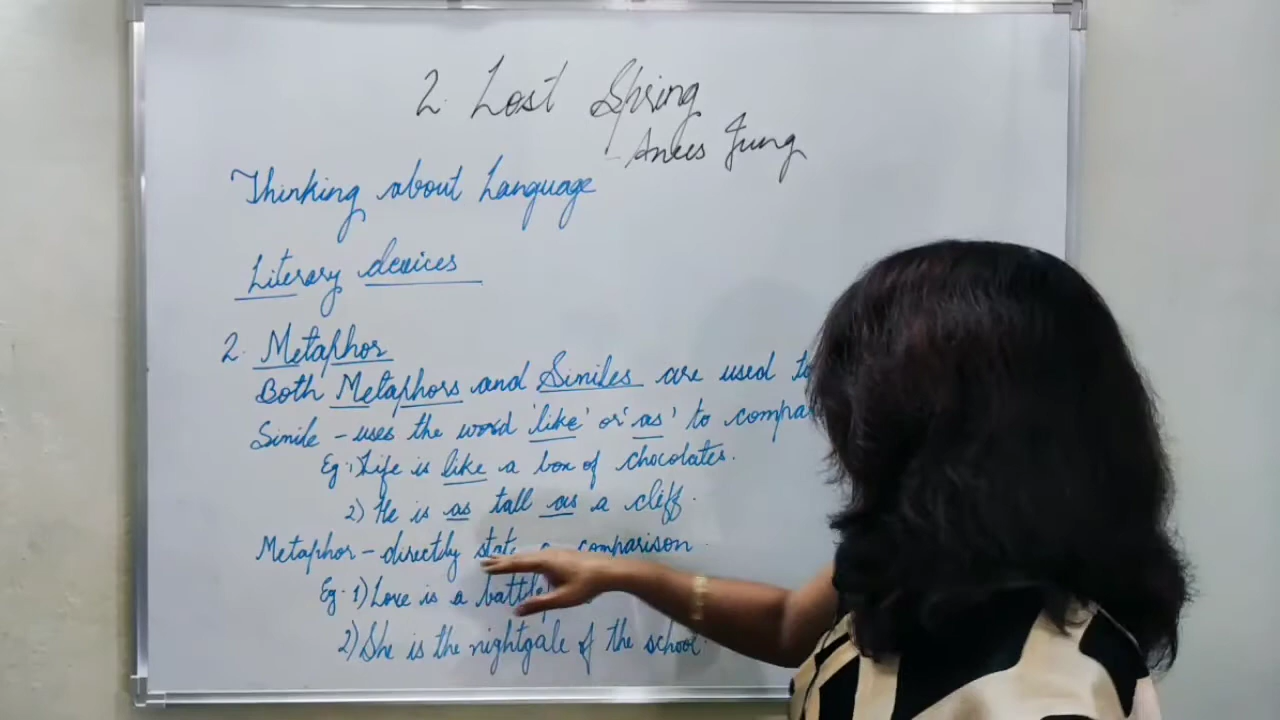 2. Lost Spring
- Anees Jung
Thinking about Language
Literary devices
2. Metaphor
Both Metaphors and Similes are used to
Simile - uses the word 'like' or 'as' to
Eg: Life is like a box of chocolates.
2) He is as tall as a cliff.
Metaphor - directly state a comparison.
Eg. 1) Love is a
2) She is the nightgale of the school.